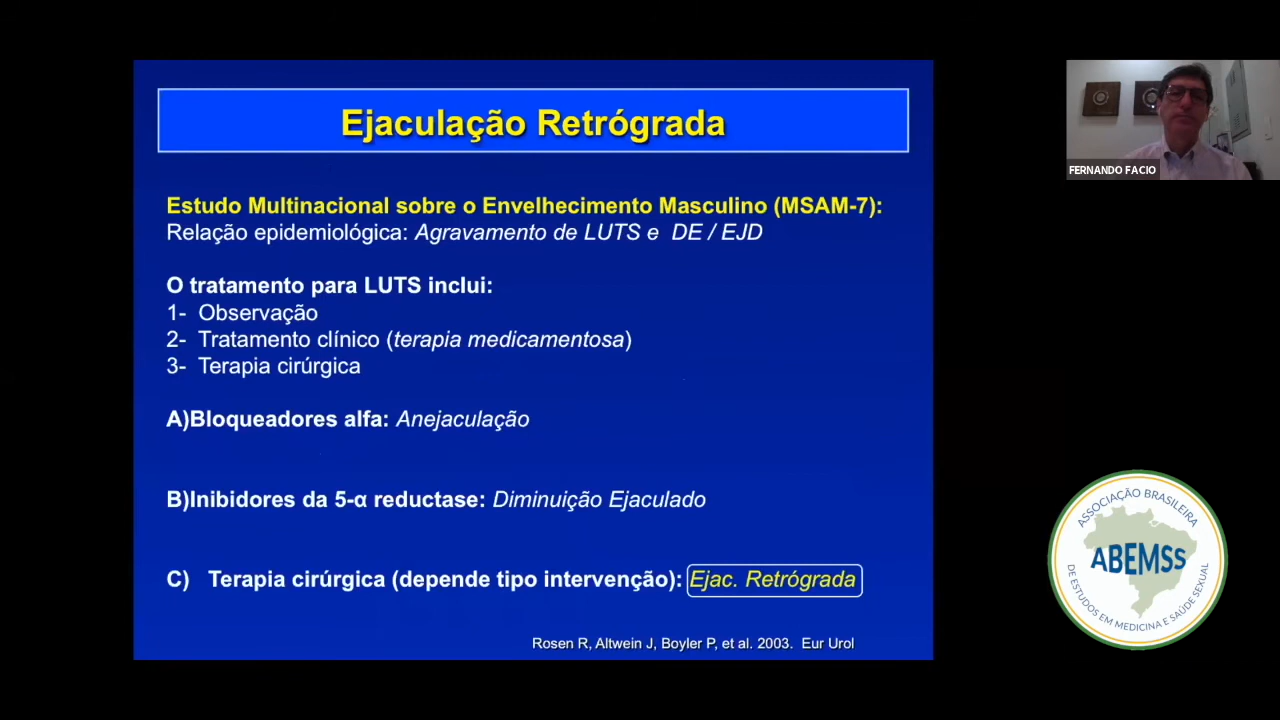 Ejaculação Retrógrada
Estudo Multinacional sobre o Envelhecimento Masculino (MSAM-7):
Relação epidemiológica: Agravamento de LUTS e DE / EJD
O tratamento para LUTS inclui:
1- Observação
2- Tratamento clínico (terapia medicamentosa)
3- Terapia cirúrgica
A)Bloqueadores alfa: Anejaculação
B)Inibidores da 5-α reductase: Diminuição Ejaculado
C) Terapia cirúrgica (depende tipo intervenção): Ejac. Retrógrada
Rosen R, Altwein J, Boyler P, et al. 2003. Eur Urol
FERNANDO FACIO
ASSOCIAÇÃO BRASILEIRA
ABEMSS
DE ESTUDOS EM MEDICINA E SAÚDE SEXUAL